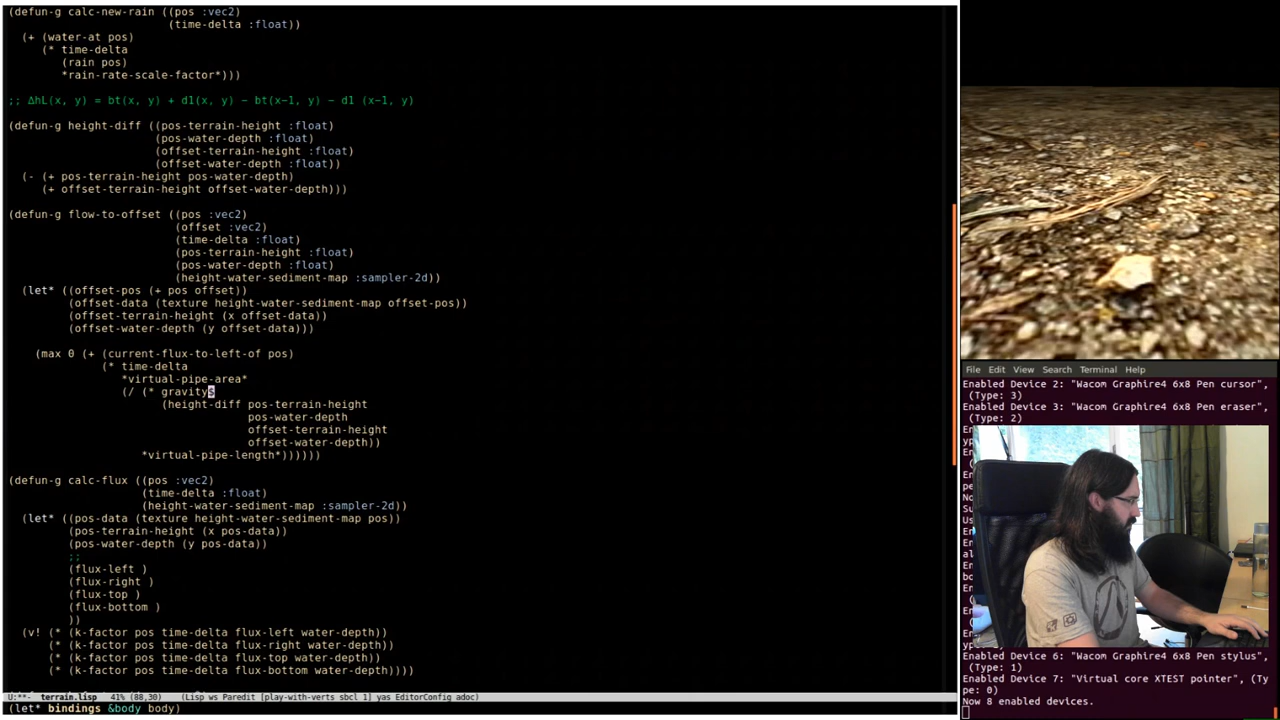 (defun-g calc-new-rain ((pos :vec2)
(time-delta :float))
(+ (water-at pos)
(* time-delta
(rain pos)
*rain-rate-scale-factor*)))
;; ΔhL(x, y) = bt(x, y) + d1(x, y) − bt(x−1, y) − d1 (x−1, y)
(defun-g height-diff ((pos-terrain-height :float)
(pos-water-depth :float)
(offset-terrain-height :float)
(offset-water-depth :float))
(- (+ pos-terrain-height pos-water-depth)
(+ offset-terrain-height offset-water-depth)))
(defun-g flow-to-offset ((pos :vec2)
(offset :vec2)
(time-delta :float)
(pos-terrain-height :float)
(pos-water-depth :float)
(height-water-sediment-map :sampler-2d))
(let* ((offset-pos (+ pos offset))
(offset-data (texture height-water-sediment-map offset-pos))
(offset-terrain-height (x offset-data))
(offset-water-depth (y offset-data)))
(max 0 (+ (current-flux-to-left-of pos)
(* time-delta
*virtual-pipe-area*
(/ (* gravity
(height-diff pos-terrain-height
pos-water-depth
offset-terrain-height
offset-water-depth))
*virtual-pipe-length*))))))
(defun-g calc-flux ((pos :vec2)
(time-delta :float)
(height-water-sediment-map :sampler-2d))
(let* ((pos-data (texture height-water-sediment-map pos))
(pos-terrain-height (x pos-data))
(pos-water-depth (y pos-data))
;;
(flux-left )
(flux-right )
(flux-top )
(flux-bottom )
))
(v! (* (k-factor pos time-delta flux-left water-depth))
(* (k-factor pos time-delta flux-right water-depth))
(* (k-factor pos time-delta flux-top water-depth))
(* (k-factor pos time-delta flux-bottom water-depth))))
U:**- terrain.lisp 41% (88,30) (Lisp ws Paredit [play-with-verts sbcl 1] yas EditorConfig adoc)
(let* bindings &body body)
File Edit View Search Terminal Help
Enabled Device 2: "Wacom Graphire4 6x8 Pen cursor",
(Type: 3)
Enabled Device 3: "Wacom Graphire4 6x8 Pen eraser",
(Type: 2)
Enabled Device 6: "Wacom Graphire4 6x8 Pen stylus",
(Type: 1)
Enabled Device 7: "Virtual core XTEST pointer", (Ty
pe: 0)
Now 8 enabled devices.